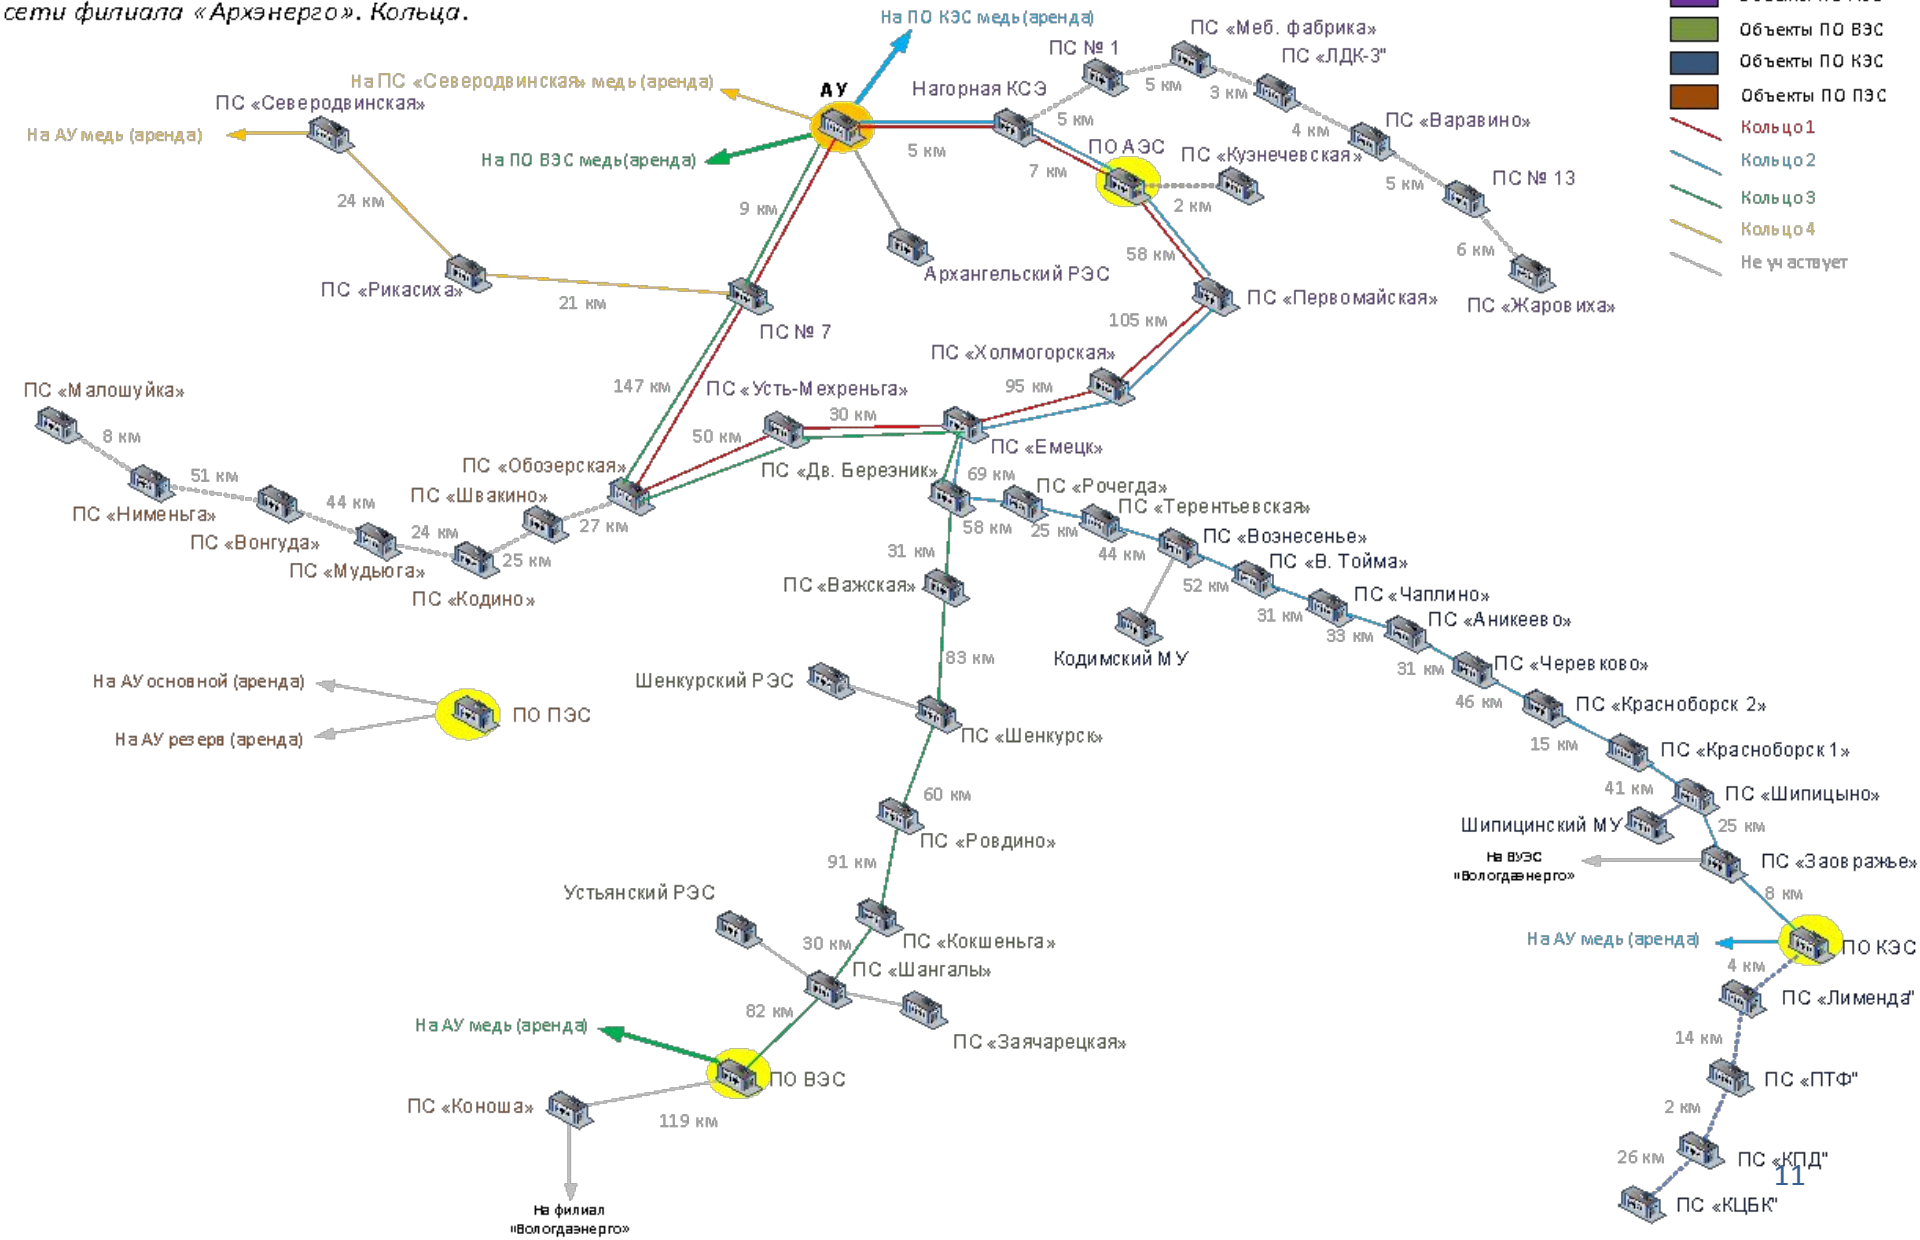 сети филиала «Архэнерго». Кольца.
Объекты ПО ВЭС
Объекты ПО КЭС
Объекты ПО ПЭС
Кольцо 1
Кольцо 2
Кольцо 3
Кольцо 4
Не участвует
На ПО КЭС медь (аренда)
На ПС «Северодвинская» медь (аренда)
АУ
ПС «Северодвинская»
На АУ медь (аренда)
На ПО ВЭС медь(аренда)
Нагорная КСЭ
ПС № 1
ПС «Меб. фабрика»
ПС «ЛДК-3"
ПС «Варавино»
ПС № 13
ПС «Жаровиха»
5 км
5 км
5 км
3 км
4 км
5 км
6 км
ПО АЭС
ПС «Кузнечевская»
7 км
2 км
24 км
9 км
58 км
Архангельский РЭС
ПС «Рикасиха»
21 км
ПС № 7
ПС «Первомайская»
105 км
ПС «Холмогорская»
95 км
147 км
ПС «Усть-Мехреньга»
30 км
50 км
ПС «Емецк»
ПС «Малошуйка»
8 км
ПС «Нименьга»
51 км
ПС «Вонгуда»
44 км
ПС «Мудьюга»
24 км
ПС «Кодино»
25 км
ПС «Швакино»
27 км
ПС «Обозерская»
ПС «Дв. Березник»
69 км
ПС «Рочегда»
58 км
25 км
ПС «Терентьевская»
44 км
ПС «Вознесенье»
52 км
ПС «В. Тойма»
31 км
ПС «Чаплино»
33 км
ПС «Аникеево»
31 км
ПС «Черевково»
46 км
ПС «Красноборск 2»
15 км
ПС «Красноборск 1»
41 км
ПС «Шипицыно»
Шипицинский МУ
25 км
На ВУЭС
«Вологдаэнерго»
ПС «Заовражье»
8 км
На АУ медь (аренда)
ПО КЭС
4 км
ПС «Лименда"
14 км
ПС «ПТФ"
2 км
ПС «КПД"
26 км
ПС «КЦБК"
11
Кодимский МУ
31 км
ПС «Важская»
83 км
Шенкурский РЭС
ПС «Шенкурск»
60 км
ПС «Ровдино»
91 км
Устьянский РЭС
ПС «Кокшеньга»
30 км
ПС «Шангалы»
82 км
ПС «Заячарецкая»
На АУ медь (аренда)
ПО ВЭС
ПС «Коноша»
119 км
На филиал
«Вологдаэнерго»
На АУ основной (аренда)
ПО ПЭС
На АУ резерв (аренда)